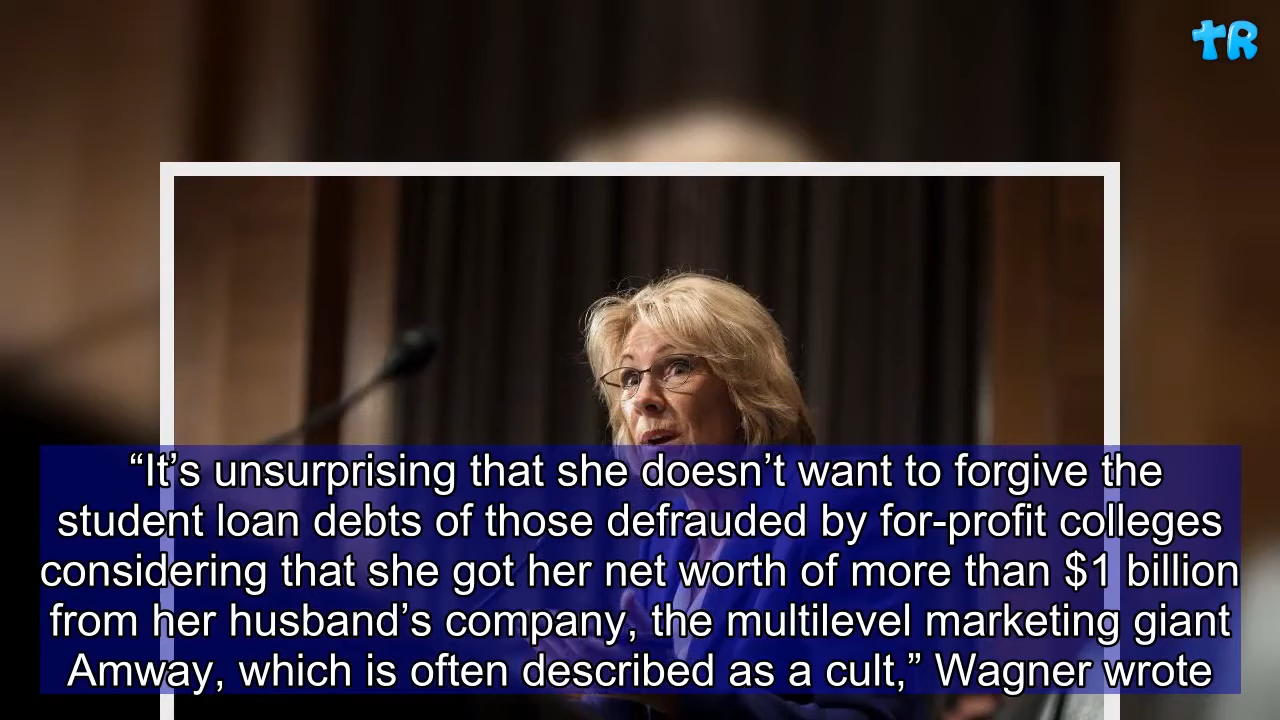 tR
“It’s unsurprising that she doesn’t want to forgive the
student loan debts of those defrauded by for-profit colleges
considering that she got her net worth of more than $1 billion
from her husband’s company, the multilevel marketing giant
Amway, which is often described as a cult,” Wagner wrote